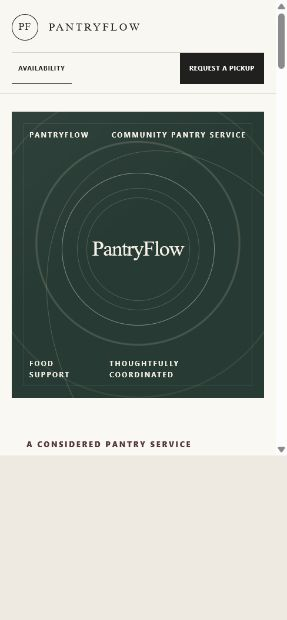 PF PANTRYFLOW
AVAILABILITY REQUEST A PICKUP
PANTRYFLOW COMMUNITY PANTRY SERVICE
PantryFlow
FOOD
SUPPORT
THOUGHTFULLY
COORDINATED
A CONSIDERED PANTRY SERVICE